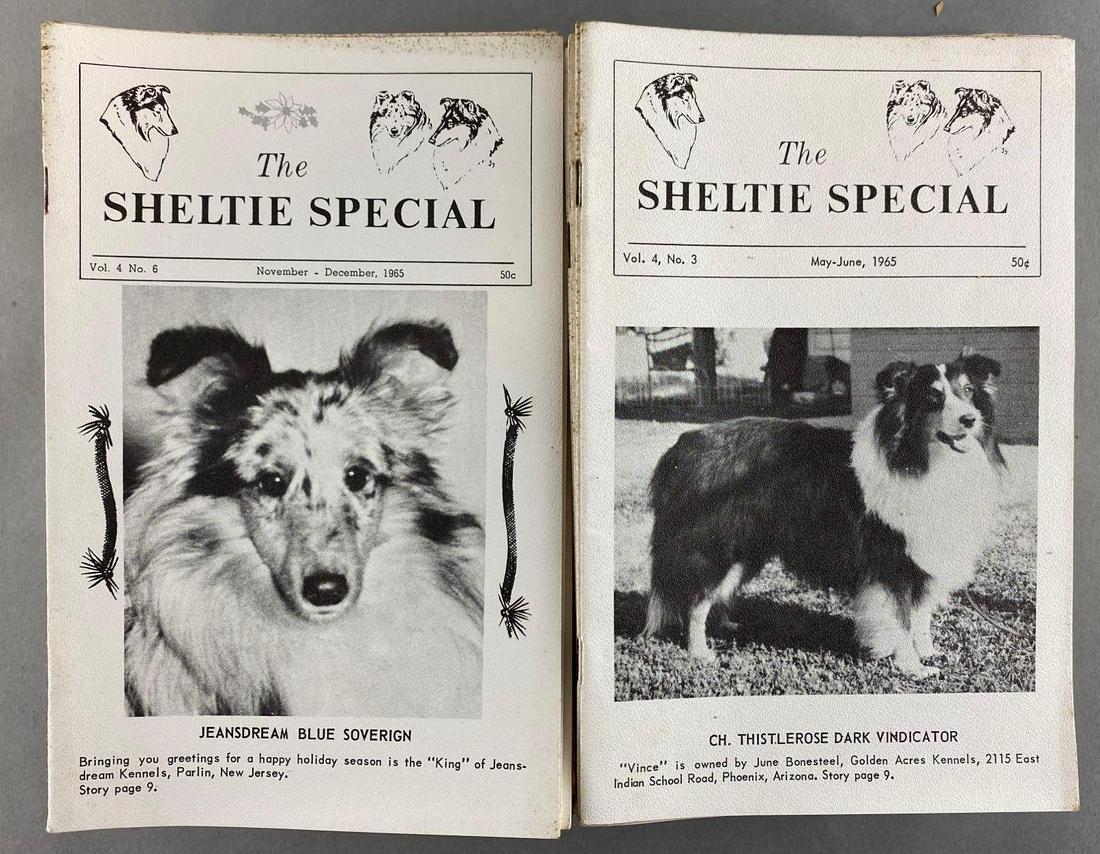 The
SHELTIE SPECIAL
Vol. 4 No. 6 November - December, 1965 50c
JEANSDREAM BLUE SOVERIGN
Bringing you greetings for a happy holiday season is the "King" of Jeans-
dream Kennels, Parlin, New Jersey.
Story page 9.
The
SHELTIE SPECIAL
Vol. 4, No. 3 May-June, 1965 50¢
CH. THISTLEROSE DARK VINDICATOR
"Vince" is owned by June Bonesteel, Golden Acres Kennels, 2115 East
Indian School Road, Phoenix, Arizona. Story page 9.